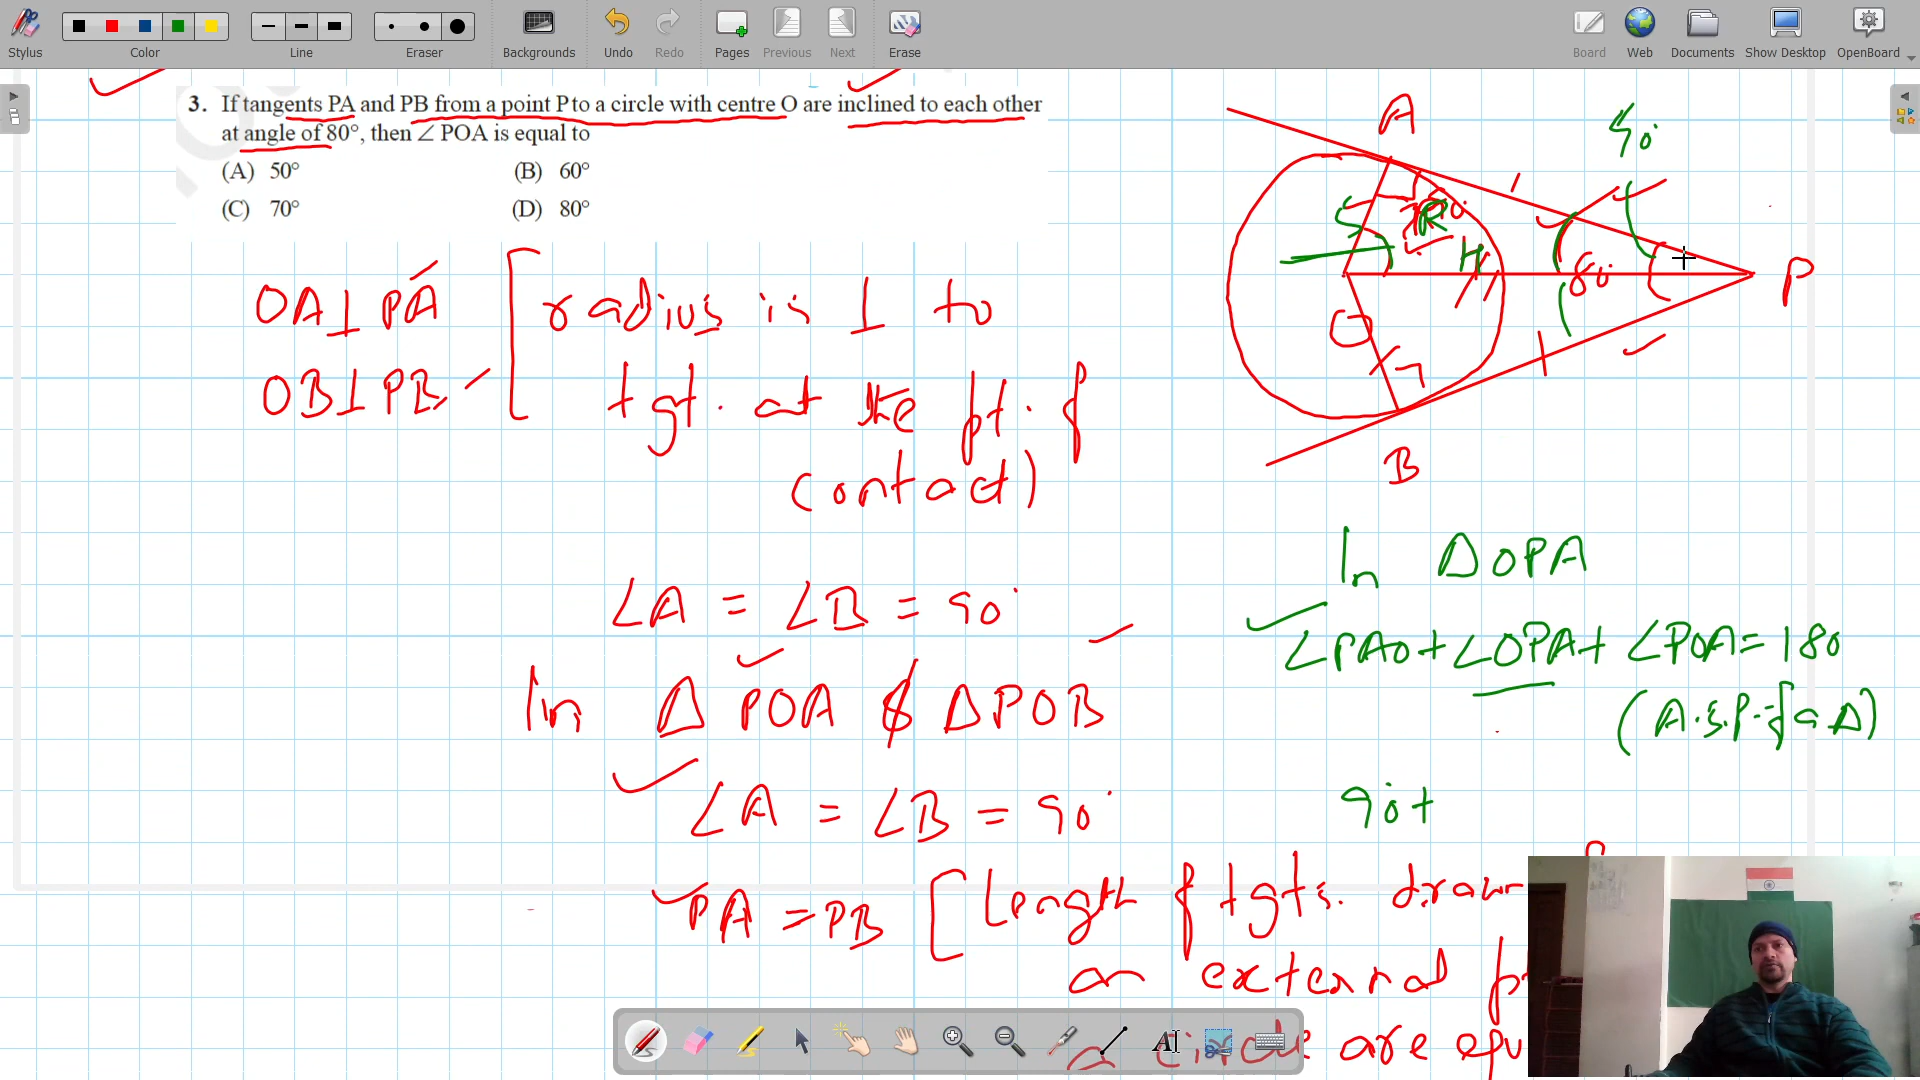 Stylus Color Line Eraser Backgrounds Undo Redo Pages Previous Next Erase Board Web Documents Show Desktop OpenBoard
3. If tangents PA and PB from a point P to a circle with centre O are inclined to each other
at angle of 80°, then ∠ POA is equal to
(A) 50° (B) 60°
(C) 70° (D) 80°
A
40°
90°
R
H
80°
P
O
B
OA⊥PA [radius is ⊥ to
OB⊥PB tgt. at the pt. of
contact)
∠A = ∠B = 90°
In Δ POA & Δ POB
∠A = ∠B = 90°
PA = PB [Length of tgts. drawn
an external
a circle are equ
In Δ OPA
∠PAO + ∠OPA + ∠POA = 180
(A.S.P. of a Δ)
90° +